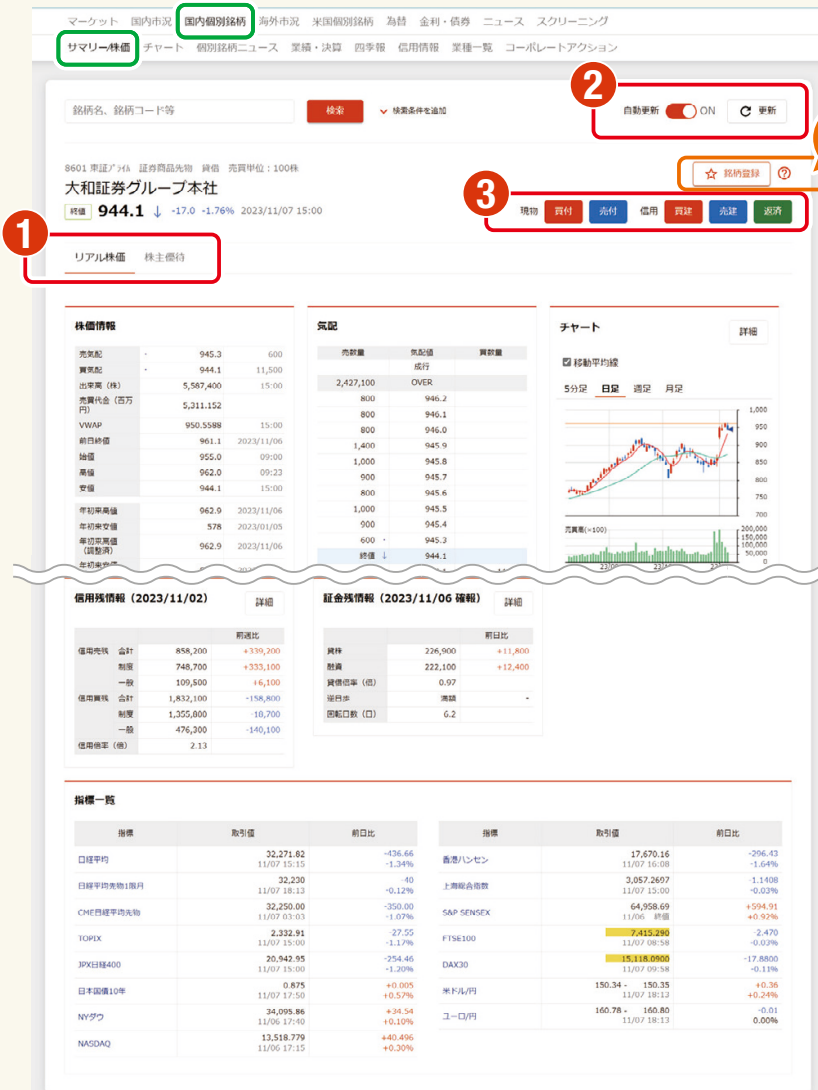 マーケット 国内市況 国内個別銘柄 海外市況 米国個別銘柄 為替 金利・債券 ニュース スクリーニング
サマリー/株価 チャート 個別銘柄ニュース 業績・決算 四季報 信用情報 業種一覧 コーポレートアクション
2
銘柄名、銘柄コード等 検索 検索条件を追加 自動更新 ON 更新
8601 東証プライム 証券商品先物 貸借 売買単位：100株
☆ 銘柄登録 ?
大和証券グループ本社
3
終値 944.1 ↓ -17.0 -1.76% 2023/11/07 15:00
現物 買付 売付 信用 買建 売建 返済
1
リアル株価 株主優待
株価情報
売気配 945.3 600
買気配 944.1 11,500
出来高（株） 5,587,400 15:00
売買代金（百万円） 5,311.152
VWAP 950.5588 15:00
前日終値 961.1 2023/11/06
始値 955.0 09:00
高値 962.0 09:23
安値 944.1 15:00
年初来高値 962.9 2023/11/06
年初来安値 578 2023/01/05
年初来高値（調整済） 962.9 2023/11/06
気配
売数量 気配値 買数量
成行
2,427,100 OVER
800 946.2
800 946.1
800 946.0
1,400 945.9
1,000 945.8
900 945.7
800 945.6
1,000 945.5
900 945.4
600 945.3
終値 ↓ 944.1
チャート 詳細
移動平均線
5分足 日足 週足 月足
1,000
950
900
850
800
750
700
売買高(×100)
200,000
150,000
100,000
50,000
0
信用残情報（2023/11/02） 詳細
前週比
信用売残 合計 858,200 +339,200
制度 748,700 +333,100
一般 109,500 +6,100
信用買残 合計 1,832,100 -158,800
制度 1,355,800 -18,700
一般 476,300 -140,100
信用倍率（倍） 2.13
証金残情報（2023/11/06 確報） 詳細
前日比
貸株 226,900 +11,800
融資 222,100 +12,400
貸借倍率（倍） 0.97
逆日歩 満額 -
回転日数（日） 6.2
指標一覧
指標 取引値 前日比
日経平均 32,271.82 -436.66
11/07 15:15 -1.34%
日経平均先物1限月 32,230 -40
11/07 18:13 -0.12%
CME日経平均先物 32,250.00 -350.00
11/07 03:03 -1.07%
TOPIX 2,332.91 -27.55
11/07 15:00 -1.17%
JPX日経400 20,942.95 -254.46
11/07 15:00 -1.20%
日本国債10年 0.875 +0.005
11/07 17:50 +0.57%
NYダウ 34,095.86 +34.54
11/06 17:40 +0.10%
NASDAQ 13,518.779 +40.496
11/06 17:15 +0.30%
指標 取引値 前日比
香港ハンセン 17,670.16 -296.43
11/07 16:08 -1.64%
上海総合指数 3,057.2697 -1.1408
11/07 15:00 -0.03%
S&P SENSEX 64,958.69 +594.91
11/06 終値 +0.92%
FTSE100 7,415.290 -2.470
11/07 08:58 -0.03%
DAX30 15,118.0900 -17.8800
11/07 09:58 -0.11%
米ドル/円 150.34 - 150.35 +0.36
11/07 18:13 +0.24%
ユーロ/円 160.78 - 160.80 -0.01
11/07 18:13 0.00%